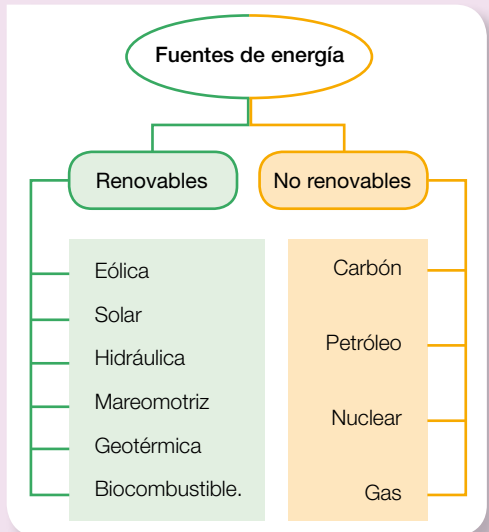 Fuentes de energía
Renovables
No renovables
Eólica
Solar
Hidráulica
Mareomotriz
Geotérmica
Biocombustible.
Carbón
Petróleo
Nuclear
Gas